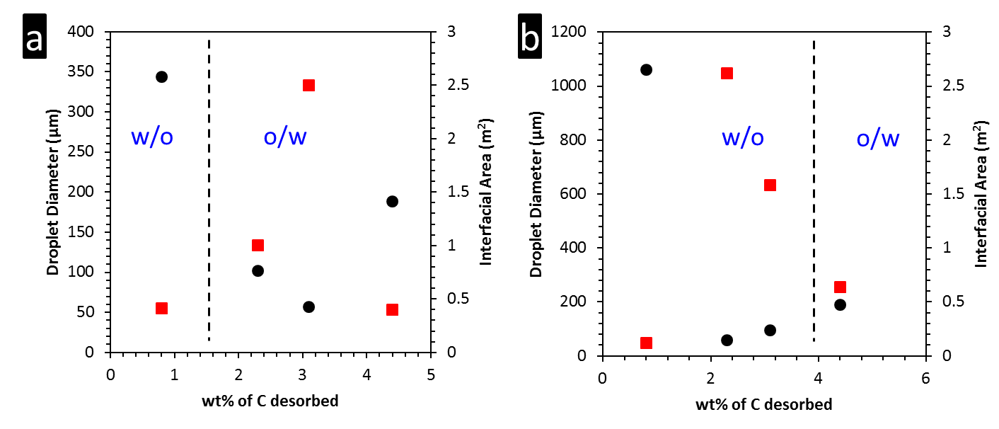 a
400
350
300
250
200
150
100
50
0
Droplet Diameter (µm)
w/o
o/w
3
2.5
2
1.5
1
0.5
0
Interfacial Area (m²)
0 1 2 3 4 5
wt% of C desorbed
b
1200
1000
800
600
400
200
0
Droplet Diameter (µm)
w/o
o/w
3
2.5
2
1.5
1
0.5
0
Interfacial Area (m²)
0 2 4 6
wt% of C desorbed